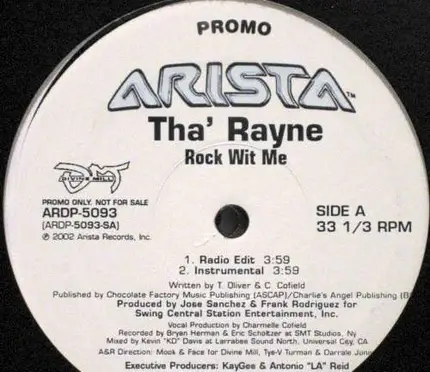 PROMO
ARISTA™
Tha' Rayne
Rock Wit Me
DIVINE MILL
PROMO ONLY. NOT FOR SALE
ARDP-5093
(ARDP-5093-SA)
℗ 2002 Arista Records, Inc.
SIDE A
33 1/3 RPM
1. Radio Edit 3:59
2. Instrumental 3:59
Written by T. Oliver & C. Cofield
Published by Chocolate Factory Music Publishing (ASCAP)/Charlie's Angel Publishing (B
Produced by Jose Sanchez & Frank Rodriguez for
Swing Central Station Entertainment, Inc.
Vocal Production by Charmelle Cofield
Recorded by Bryan Herman & Eric Scholtzer at SMT Studios, Ny
Mixed by Kevin "KD" Davis at Larrabee Sound North, Universal City, CA
A&R Direction: Mook & Face for Divine Mill, Tye-V Turman & Darrale Jones
Executive Producers: KayGee & Antonio "LA" Reid